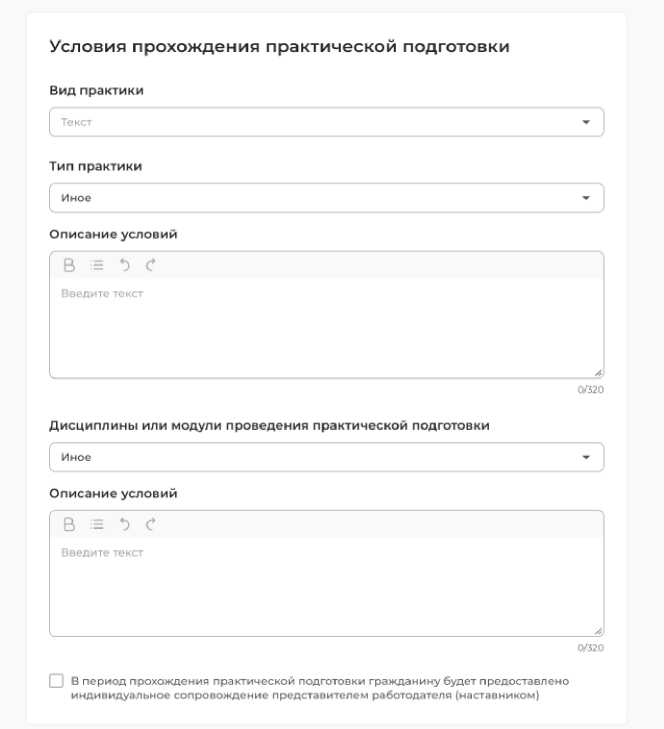 Условия прохождения практической подготовки
Вид практики
Текст
Тип практики
Иное
Описание условий
B
Введите текст
0/320
Дисциплины или модули проведения практической подготовки
Иное
Описание условий
B
Введите текст
0/320
В период прохождения практической подготовки гражданину будет предоставлено
индивидуальное сопровождение представителем работодателя (наставником)